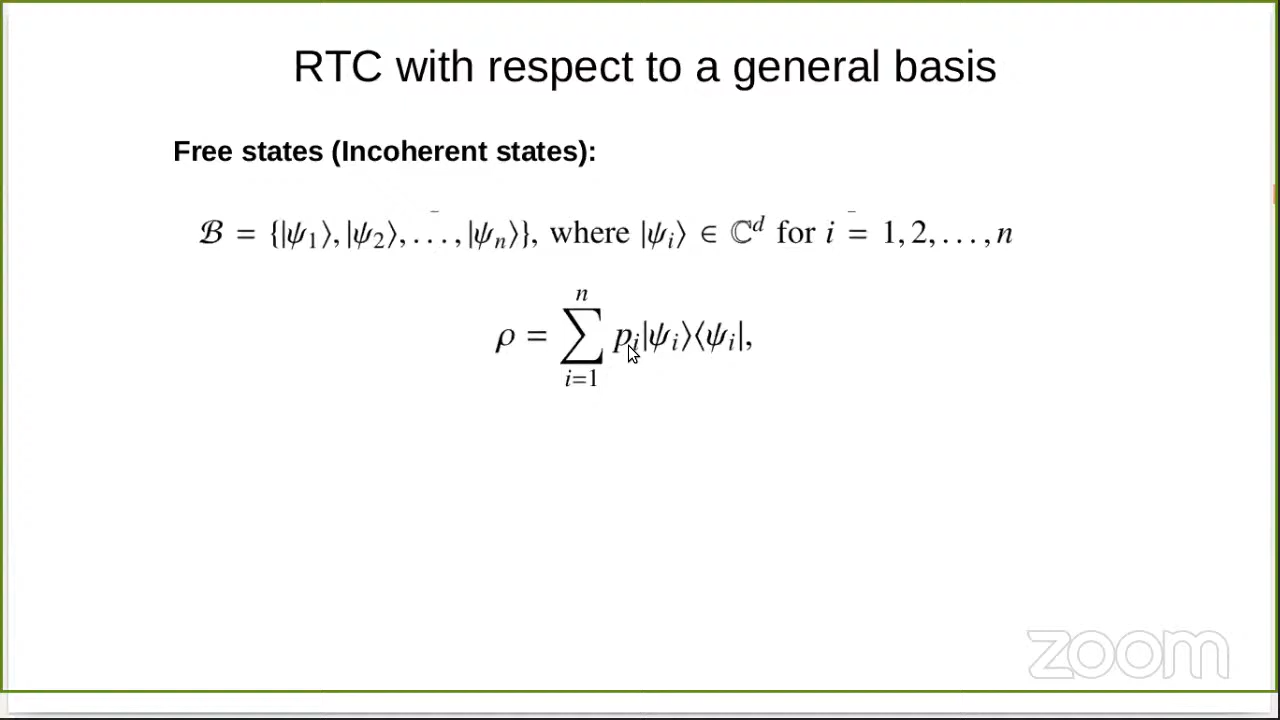 RTC with respect to a general basis
Free states (Incoherent states):
ℬ = {|ψ₁⟩, |ψ₂⟩, . . . , |ψₙ⟩}, where |ψᵢ⟩ ∈ ℂᵈ for i = 1, 2, . . . , n
ρ = ∑ᵢ₌₁ⁿ pᵢ|ψᵢ⟩⟨ψᵢ|,
zoom